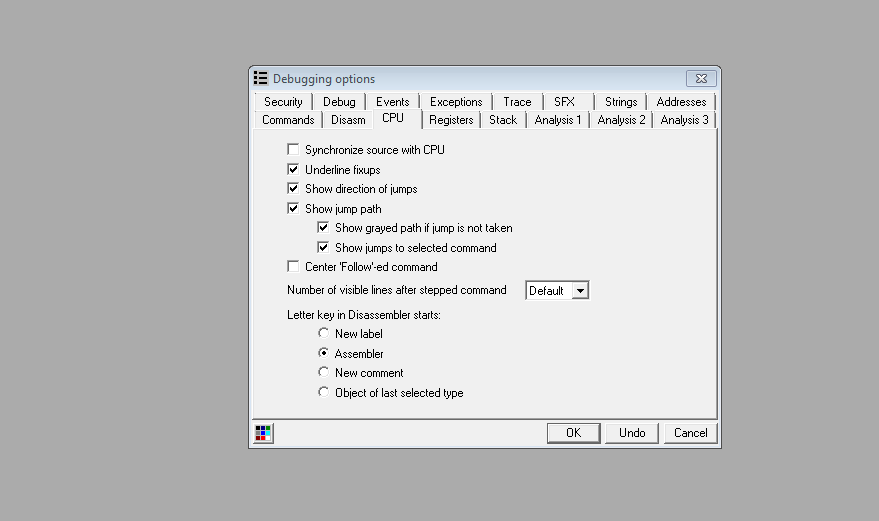 Debugging options
Security Debug Events Exceptions Trace SFX Strings Addresses
Commands Disasm CPU Registers Stack Analysis 1 Analysis 2 Analysis 3
Synchronize source with CPU
Underline fixups
Show direction of jumps
Show jump path
Show grayed path if jump is not taken
Show jumps to selected command
Center 'Follow'-ed command
Number of visible lines after stepped command Default
Letter key in Disassembler starts:
New label
Assembler
New comment
Object of last selected type
OK Undo Cancel